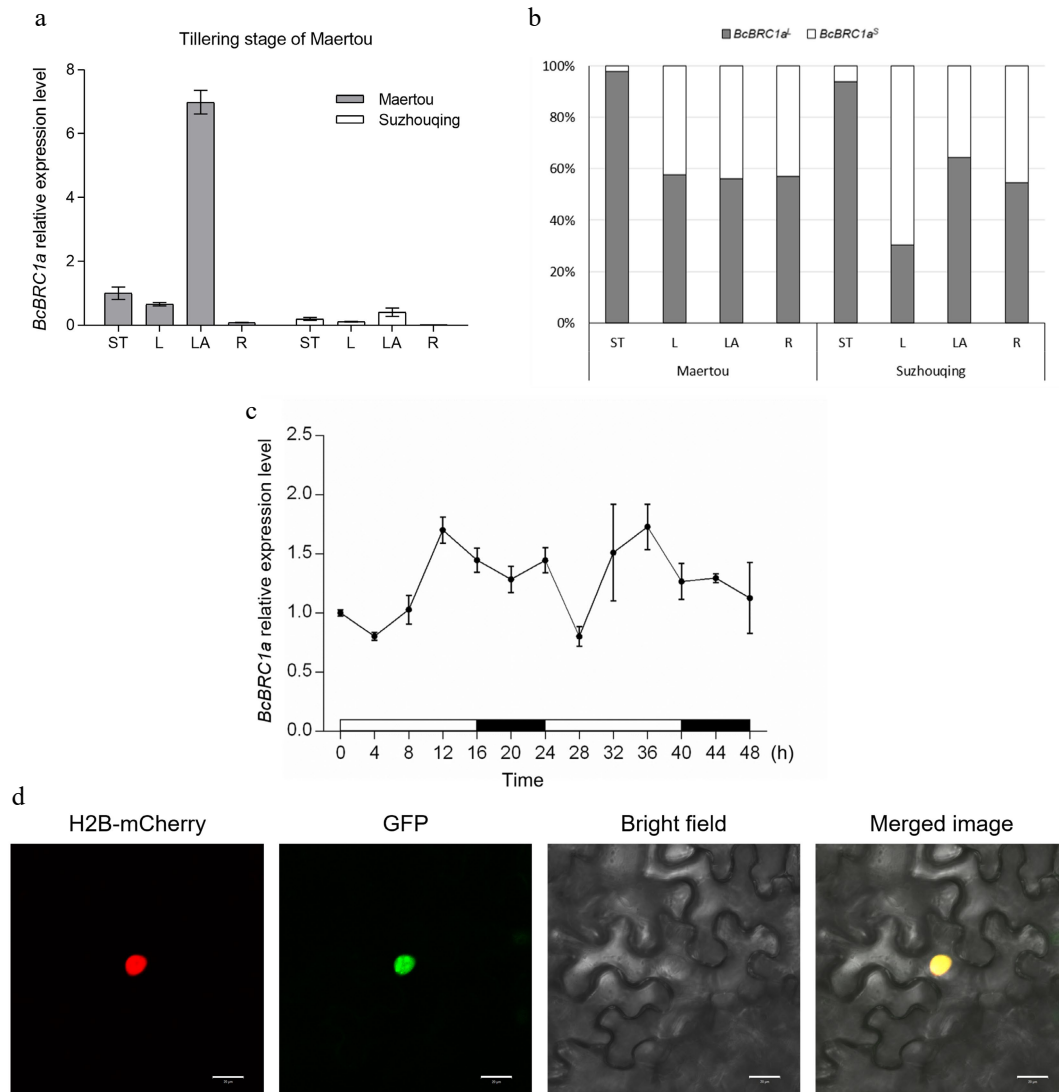 a
Tillering stage of Maertou
BcBRC1a relative expression level
8
6
4
2
0
Maertou
Suzhouqing
ST L LA R ST L LA R
b
BcBRC1aL BcBRC1aS
100%
80%
60%
40%
20%
0%
ST L LA R ST L LA R
Maertou Suzhouqing
c
BcBRC1a relative expression level
2.5
2.0
1.5
1.0
0.5
0.0
0 4 8 12 16 20 24 28 32 36 40 44 48 (h)
Time
d
H2B-mCherry GFP Bright field Merged image